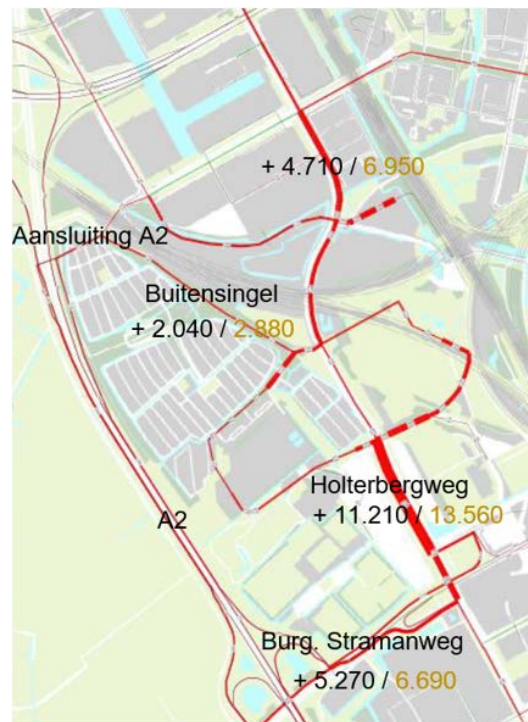 + 4.710 / 6.950
Aansluiting A2
Buitensingel
+ 2.040 / 2.880
Holterbergweg
+ 11.210 / 13.560
A2
Burg. Stramanweg
+ 5.270 / 6.690